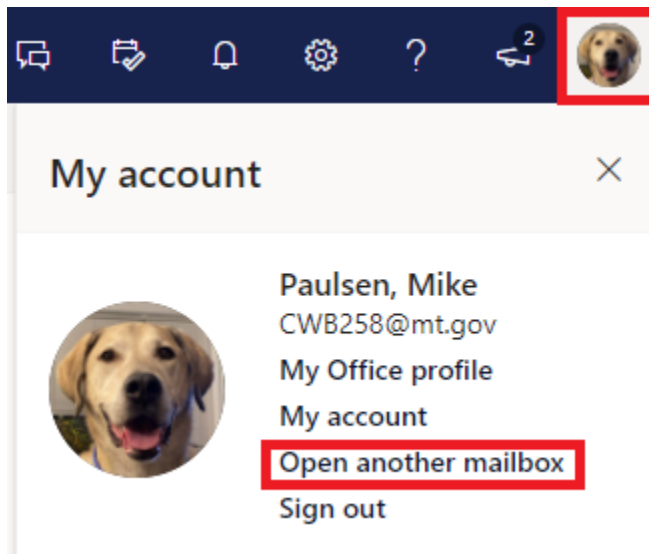 ?
2
My account
Paulsen, Mike
CWB258@mt.gov
My Office profile
My account
Open another mailbox
Sign out